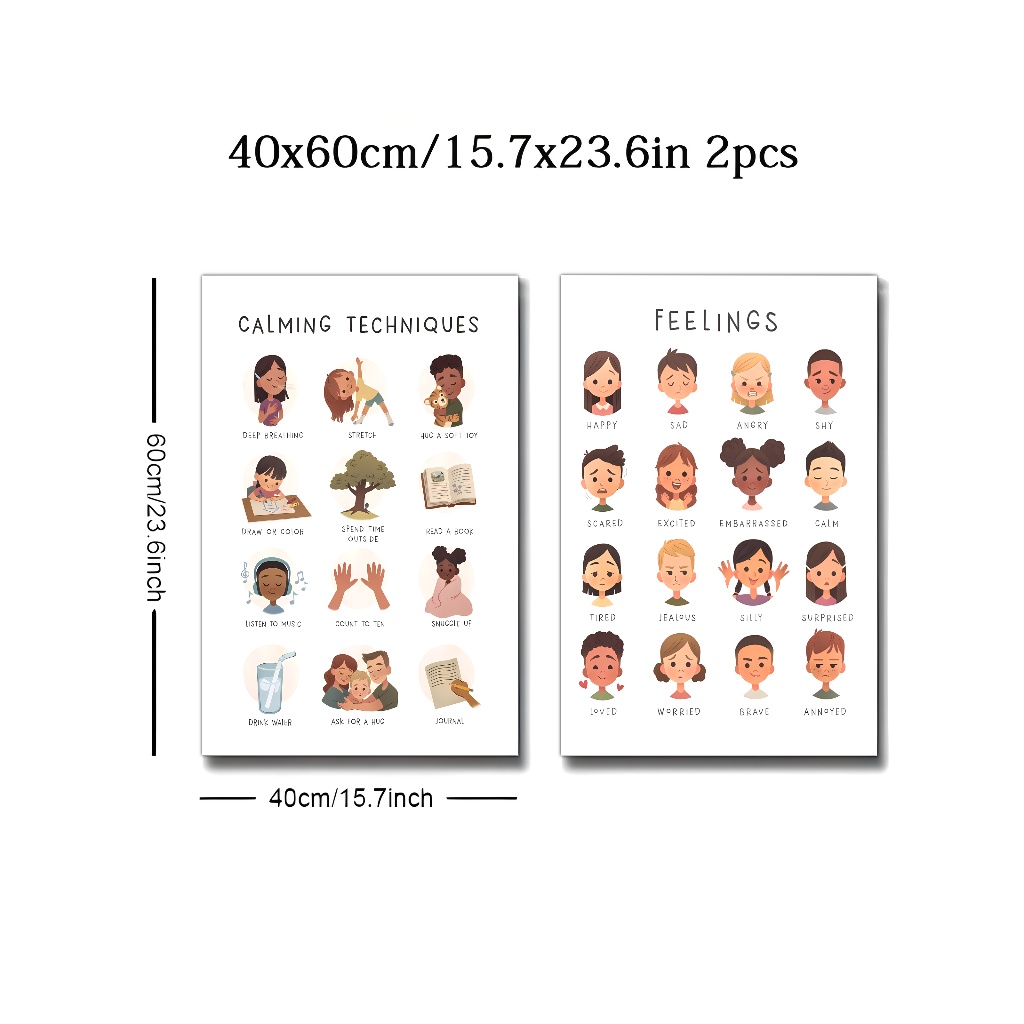 40x60cm/15.7x23.6in 2pcs
CALMING TECHNIQUES
DEEP BREATHING
STRETCH
HUG A SOFT TOY
DRAW OR COLOR
SPEND TIME
OUTSIDE
READ A BOOK
LISTEN TO MUSIC
COUNT TO TEN
SNUGGLE UP
DRINK WATER
ASK FOR A HUG
JOURNAL
FEELINGS
HAPPY
SAD
ANGRY
SHY
SCARED
EXCITED
EMBARRASSED
CALM
TIRED
JEALOUS
SILLY
SURPRISED
LOVED
WORRIED
BRAVE
ANNOYED
60cm/23.6inch
40cm/15.7inch